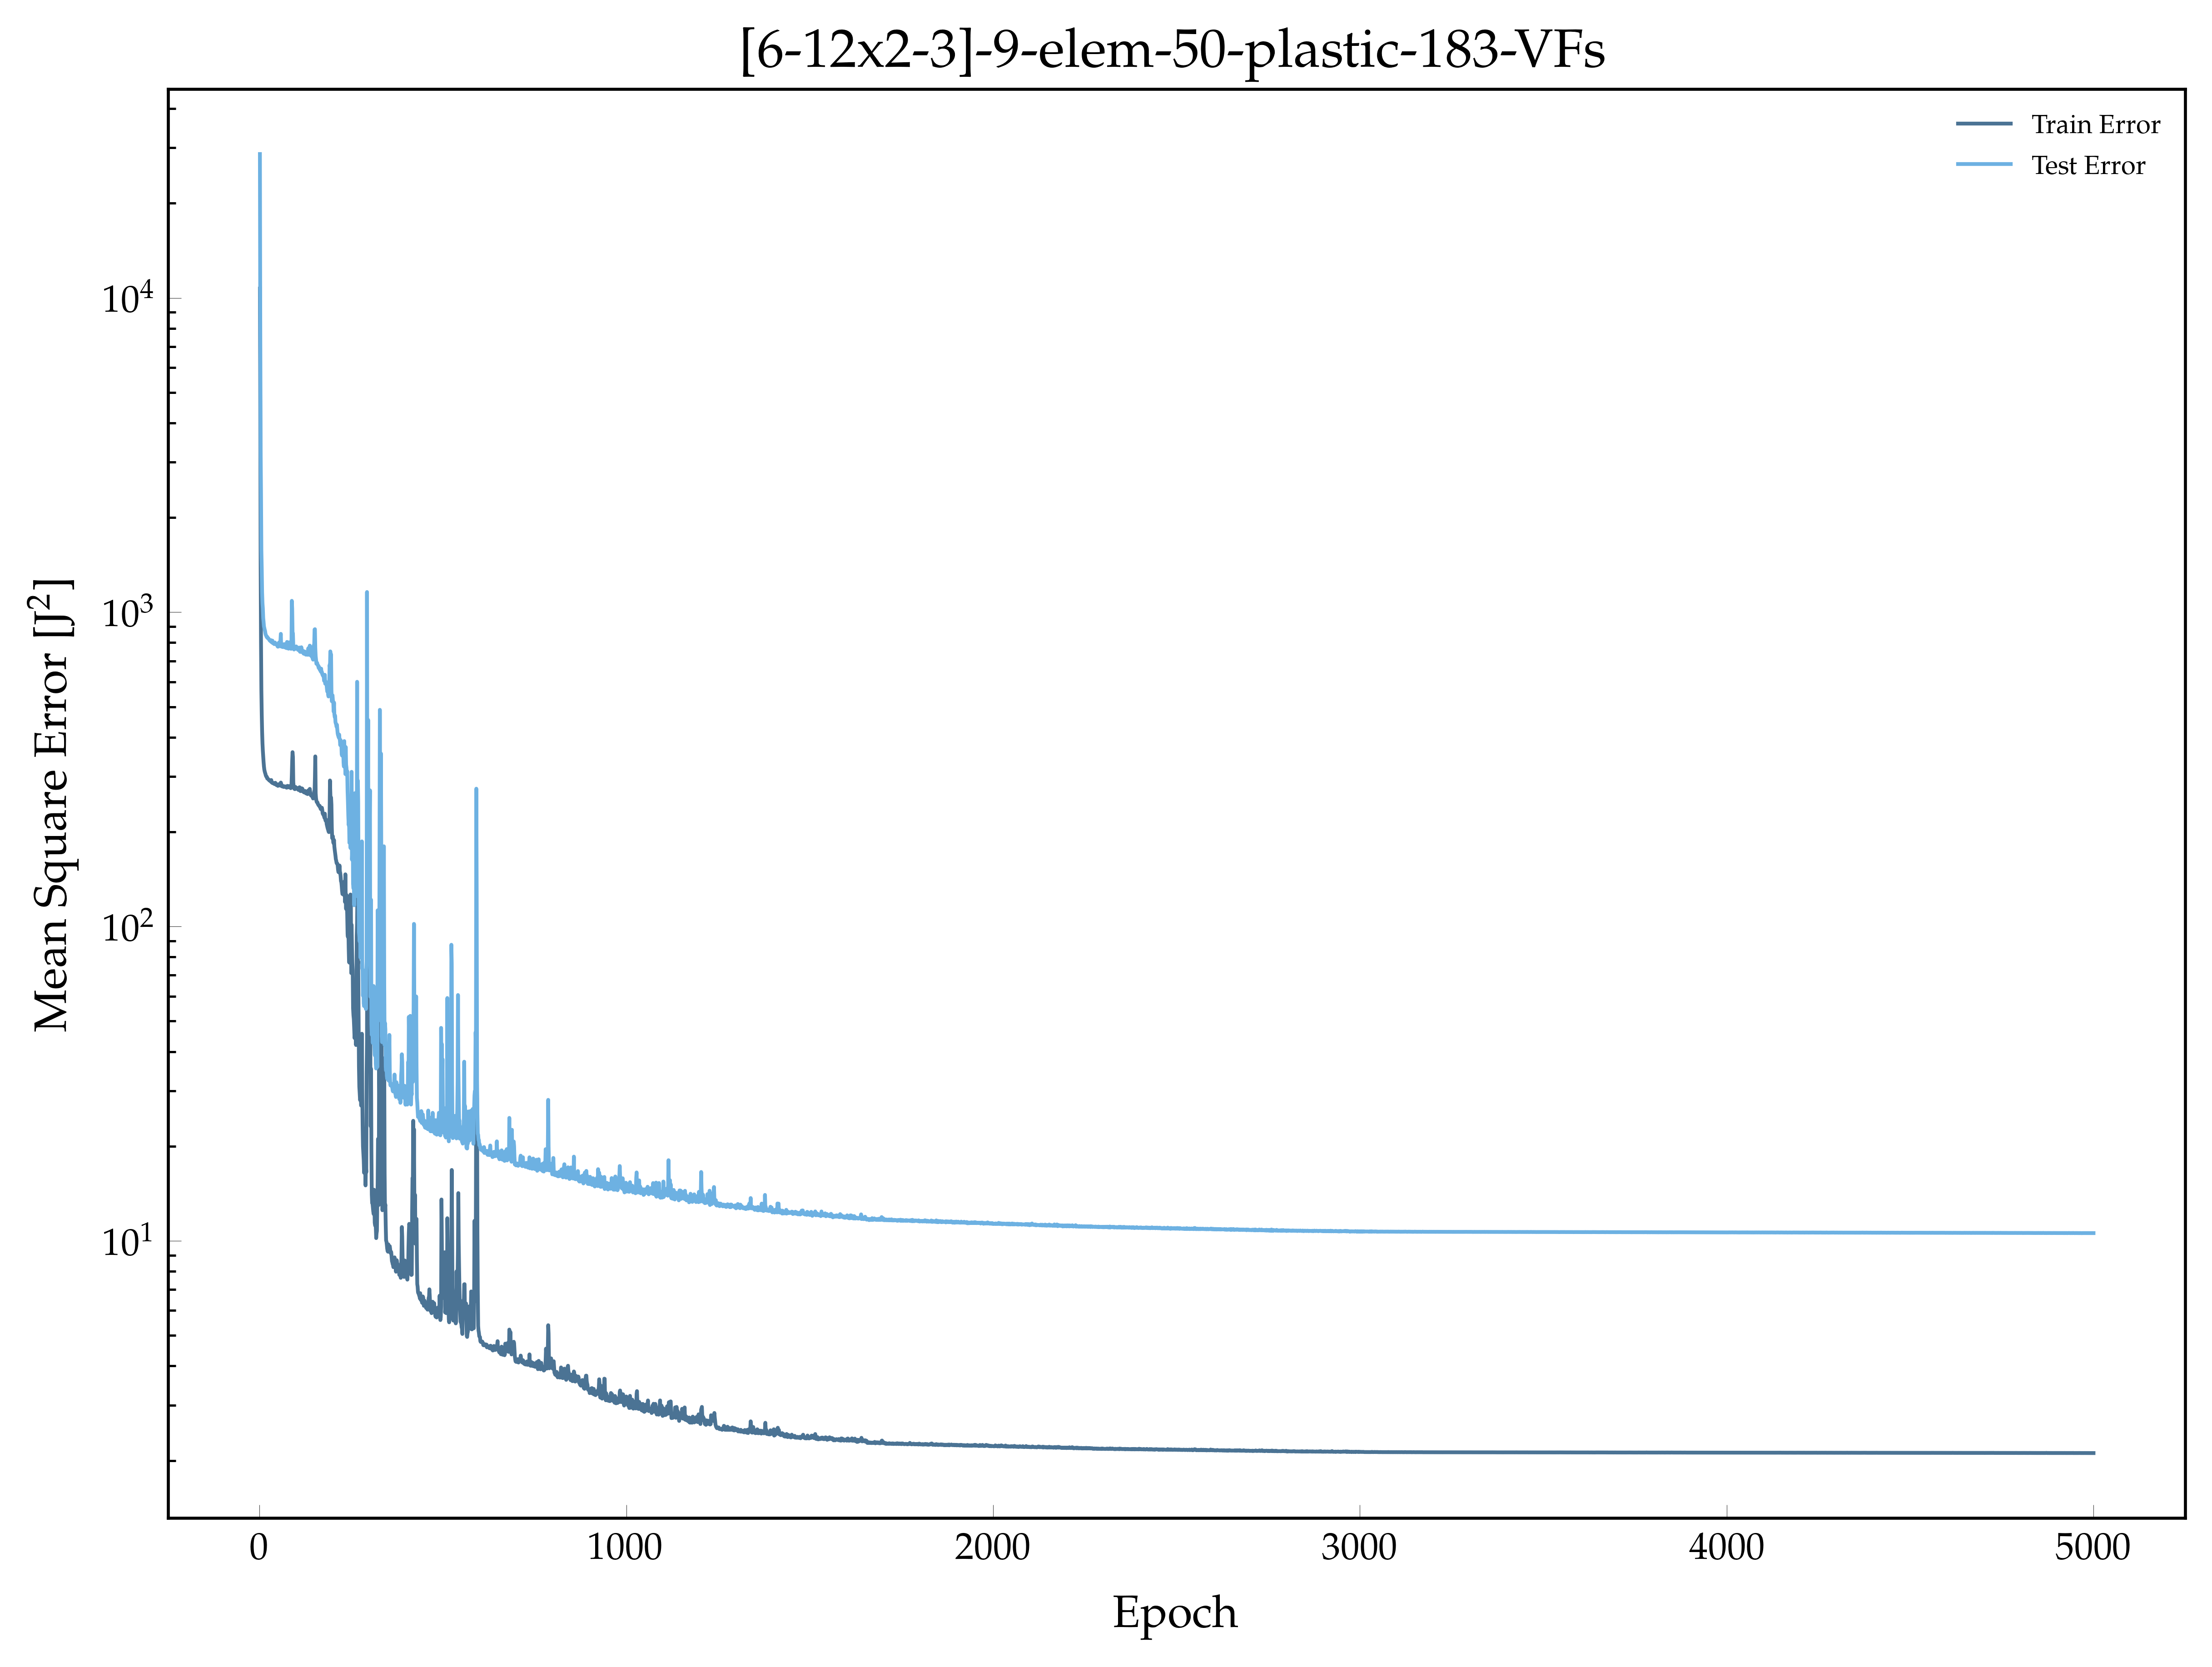 [6-12x2-3]-9-elem-50-plastic-183-VFs
Train Error
Test Error
10⁴
10³
10²
10¹
Mean Square Error [J²]
0 1000 2000 3000 4000 5000
Epoch